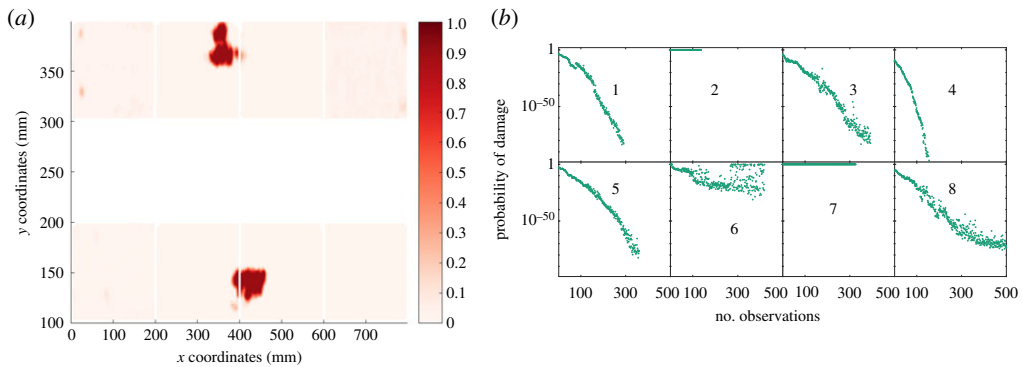 (a)
1.0
0.9
0.8
0.7
0.6
0.5
0.4
0.3
0.2
0.1
0
350
300
250
200
150
100
y coordinates (mm)
0 100 200 300 400 500 600 700
x coordinates (mm)
(b)
probability of damage
1
10⁻⁵⁰
1
10⁻⁵⁰
1 2 3 4
5 6 7 8
100 300 500 100 300 500 100 300 500 100 300 500
no. observations